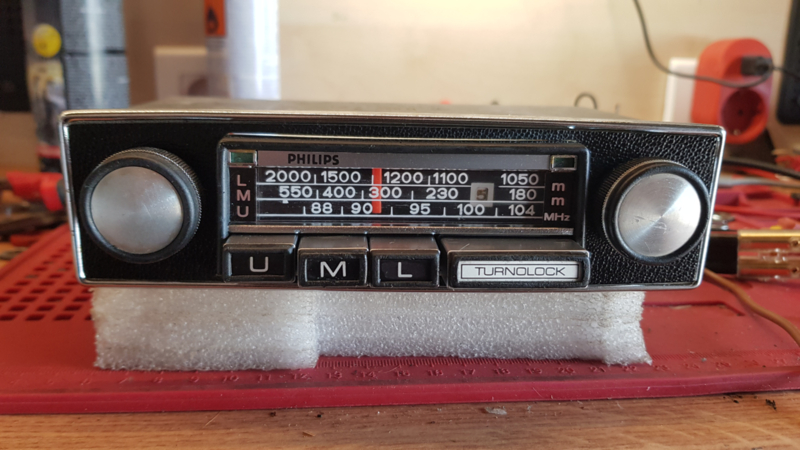 PHILIPS
L 2000 1500 1200 1100 1050 m
M 550 400 300 230 180 m
U 88 90 95 100 104 MHz
U M L TURNOLOCK